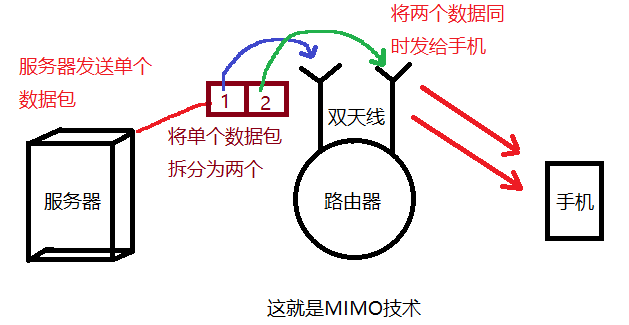 将两个数据同
时发给手机
服务器发送单个
数据包
1
2
双天线
将单个数据包
拆分为两个
服务器
路由器
手机
这就是MIMO技术